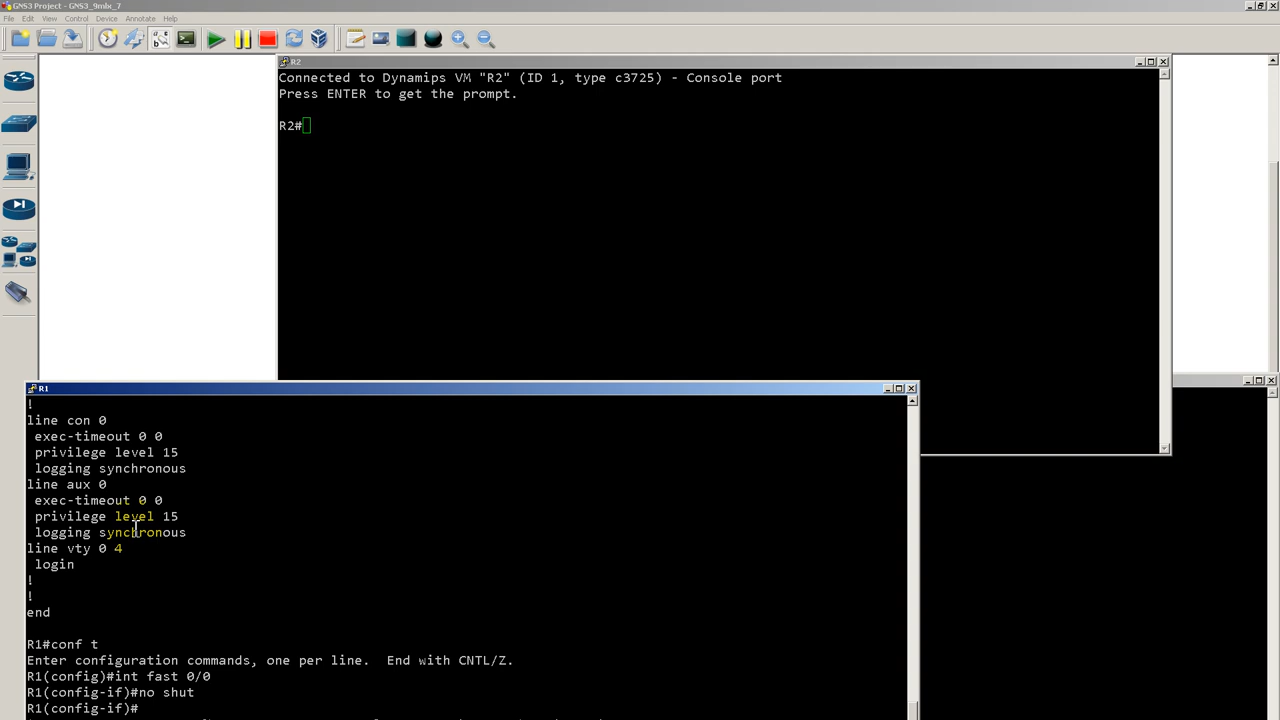 GNS3 Project - GNS3_9mlx_7
File Edit View Control Device Annotate Help
R2
Connected to Dynamips VM "R2" (ID 1, type c3725) - Console port
Press ENTER to get the prompt.
R2#
R1
!
line con 0
exec-timeout 0 0
privilege level 15
logging synchronous
line aux 0
exec-timeout 0 0
privilege level 15
logging synchronous
line vty 0 4
login
!
!
end
R1#conf t
Enter configuration commands, one per line. End with CNTL/Z.
R1(config)#int fast 0/0
R1(config-if)#no shut
R1(config-if)#